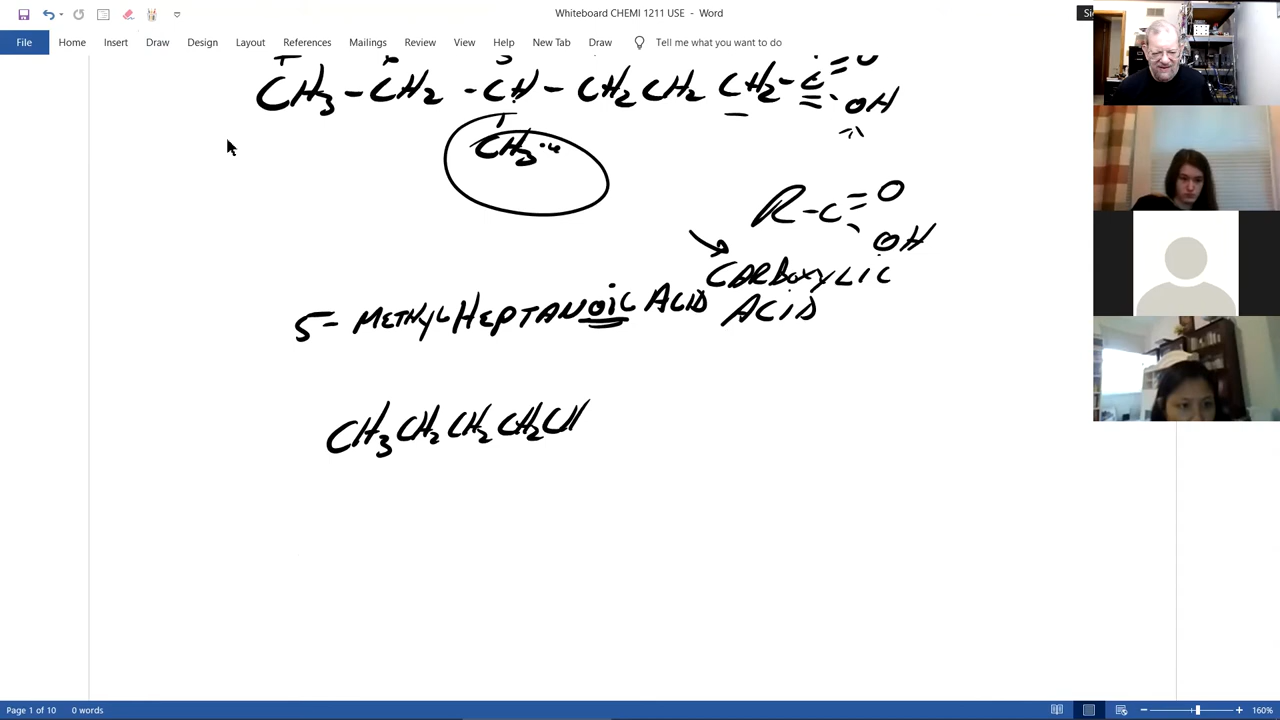 Whiteboard CHEMI 1211 USE - Word
File Home Insert Draw Design Layout References Mailings Review View Help New Tab Draw Tell me what you want to do
CH3 - CH2 - CH - CH2 CH2 CH2 - C = O
OH
CH3
R - C = O
OH
CARBOXYLIC
ACID
5- METHYLHEPTANOIC ACID
CH3CH2CH2CH2CH
Page 1 of 10 0 words 160%